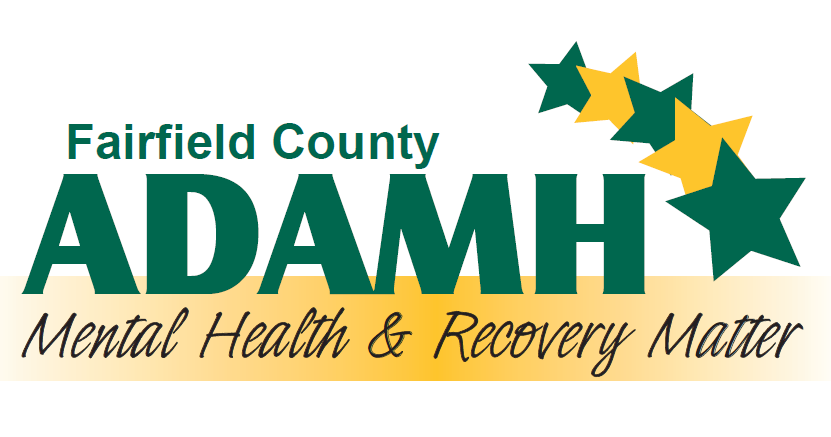 Fairfield County
ADAMH
Mental Health & Recovery Matter